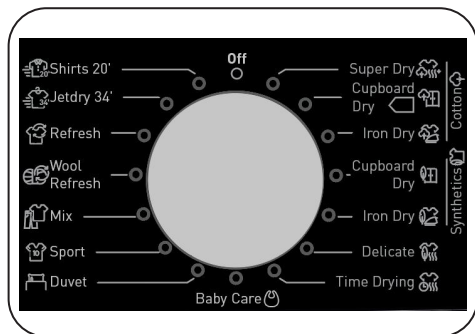 Off
Shirts 20'
Jetdry 34'
Refresh
Wool
Refresh
Mix
Sport
Duvet
Baby Care
Super Dry
Cupboard
Dry
Iron Dry
Cotton
Cupboard
Dry
Iron Dry
Synthetics
Delicate
Time Drying